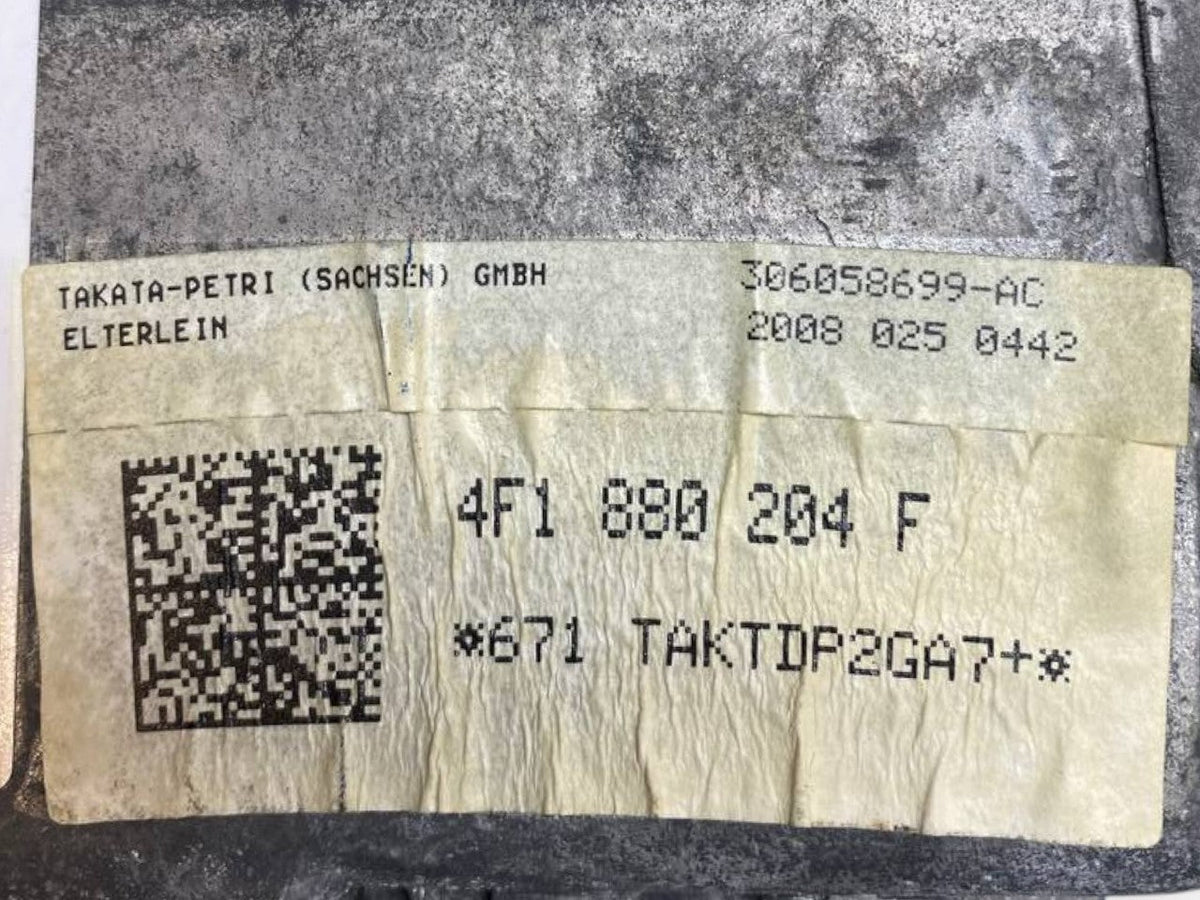 TAKATA-PETRI (SACHSEN) GMBH
ELTERLEIN
306058699-AC
2008 025 0442
4F1 880 204 F
*671 TAKTDP2GA7+*